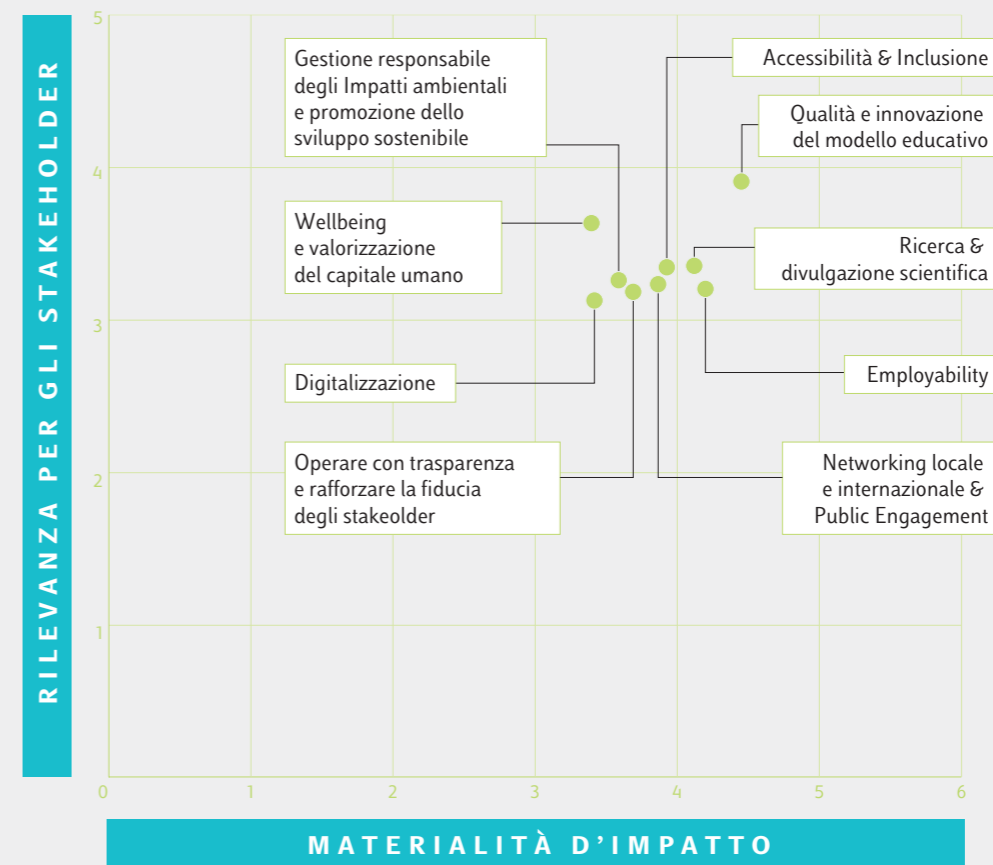 RILEVANZA PER GLI STAKEHOLDER
5
4
3
2
1
Gestione responsabile
degli Impatti ambientali
e promozione dello
sviluppo sostenibile
Wellbeing
e valorizzazione
del capitale umano
Digitalizzazione
Operare con trasparenza
e rafforzare la fiducia
degli stakeolder
Accessibilità & Inclusione
Qualità e innovazione
del modello educativo
Ricerca &
divulgazione scientifica
Employability
Networking locale
e internazionale &
Public Engagement
0 1 2 3 4 5 6
MATERIALITÀ D'IMPATTO